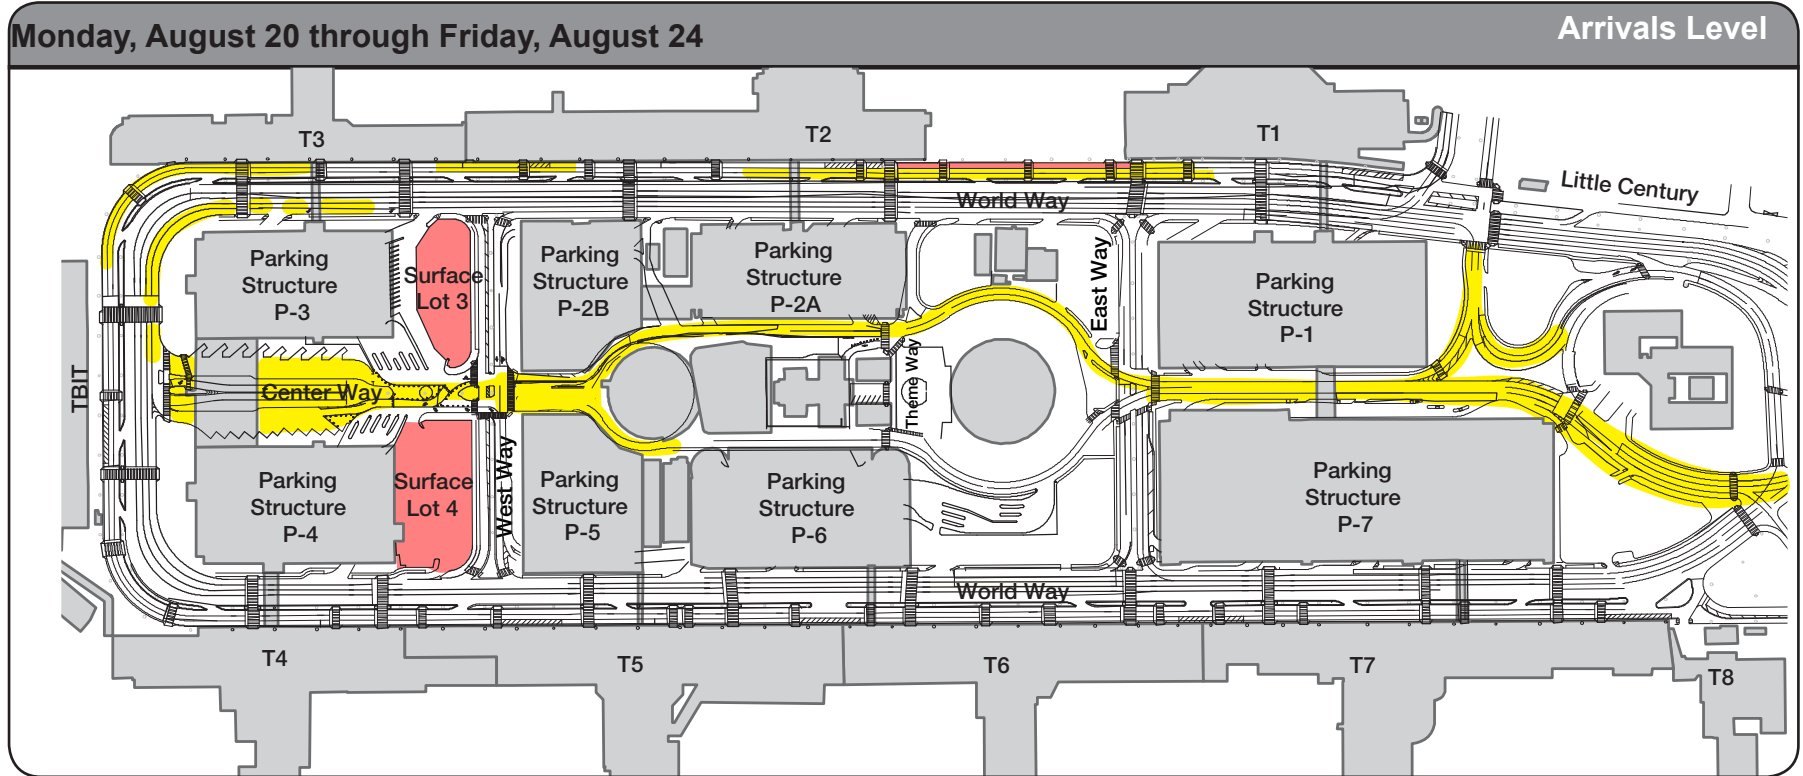 Monday, August 20 through Friday, August 24
Arrivals Level
T3
T2
T1
Little Century
World Way
Parking
Structure
P-3
Surface
Lot 3
Parking
Structure
P-2B
Parking
Structure
P-2A
East Way
Parking
Structure
P-1
TBIT
Center Way
Theme Way
Parking
Structure
P-4
Surface
Lot 4
West Way
Parking
Structure
P-5
Parking
Structure
P-6
Parking
Structure
P-7
World Way
T4
T5
T6
T7
T8